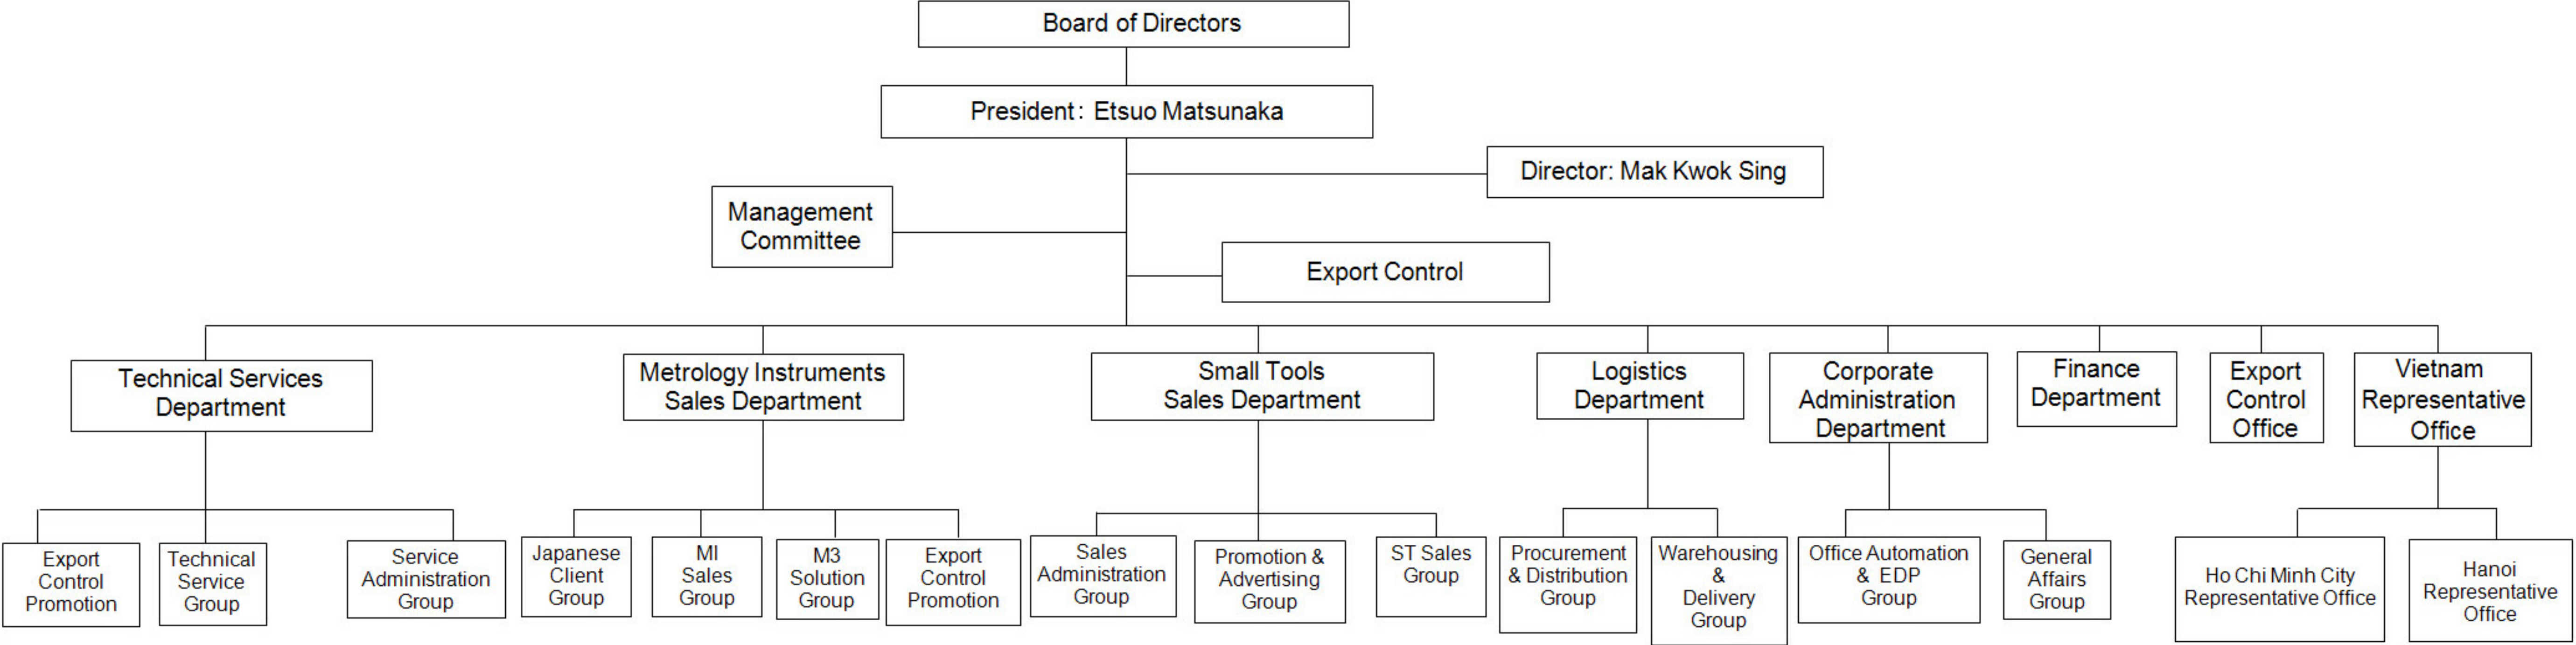 Board of Directors
President: Etsuo Matsunaka
Director: Mak Kwok Sing
Management
Committee
Export Control
Technical Services
Department
Metrology Instruments
Sales Department
Small Tools
Sales Department
Logistics
Department
Corporate
Administration
Department
Finance
Department
Export
Control
Office
Vietnam
Representative
Office
Export
Control
Promotion
Technical
Service
Group
Service
Administration
Group
Japanese
Client
Group
MI
Sales
Group
M3
Solution
Group
Export
Control
Promotion
Sales
Administration
Group
Promotion &
Advertising
Group
ST Sales
Group
Procurement
& Distribution
Group
Warehousing
&
Delivery
Group
Office Automation
& EDP
Group
General
Affairs
Group
Ho Chi Minh City
Representative Office
Hanoi
Representative
Office